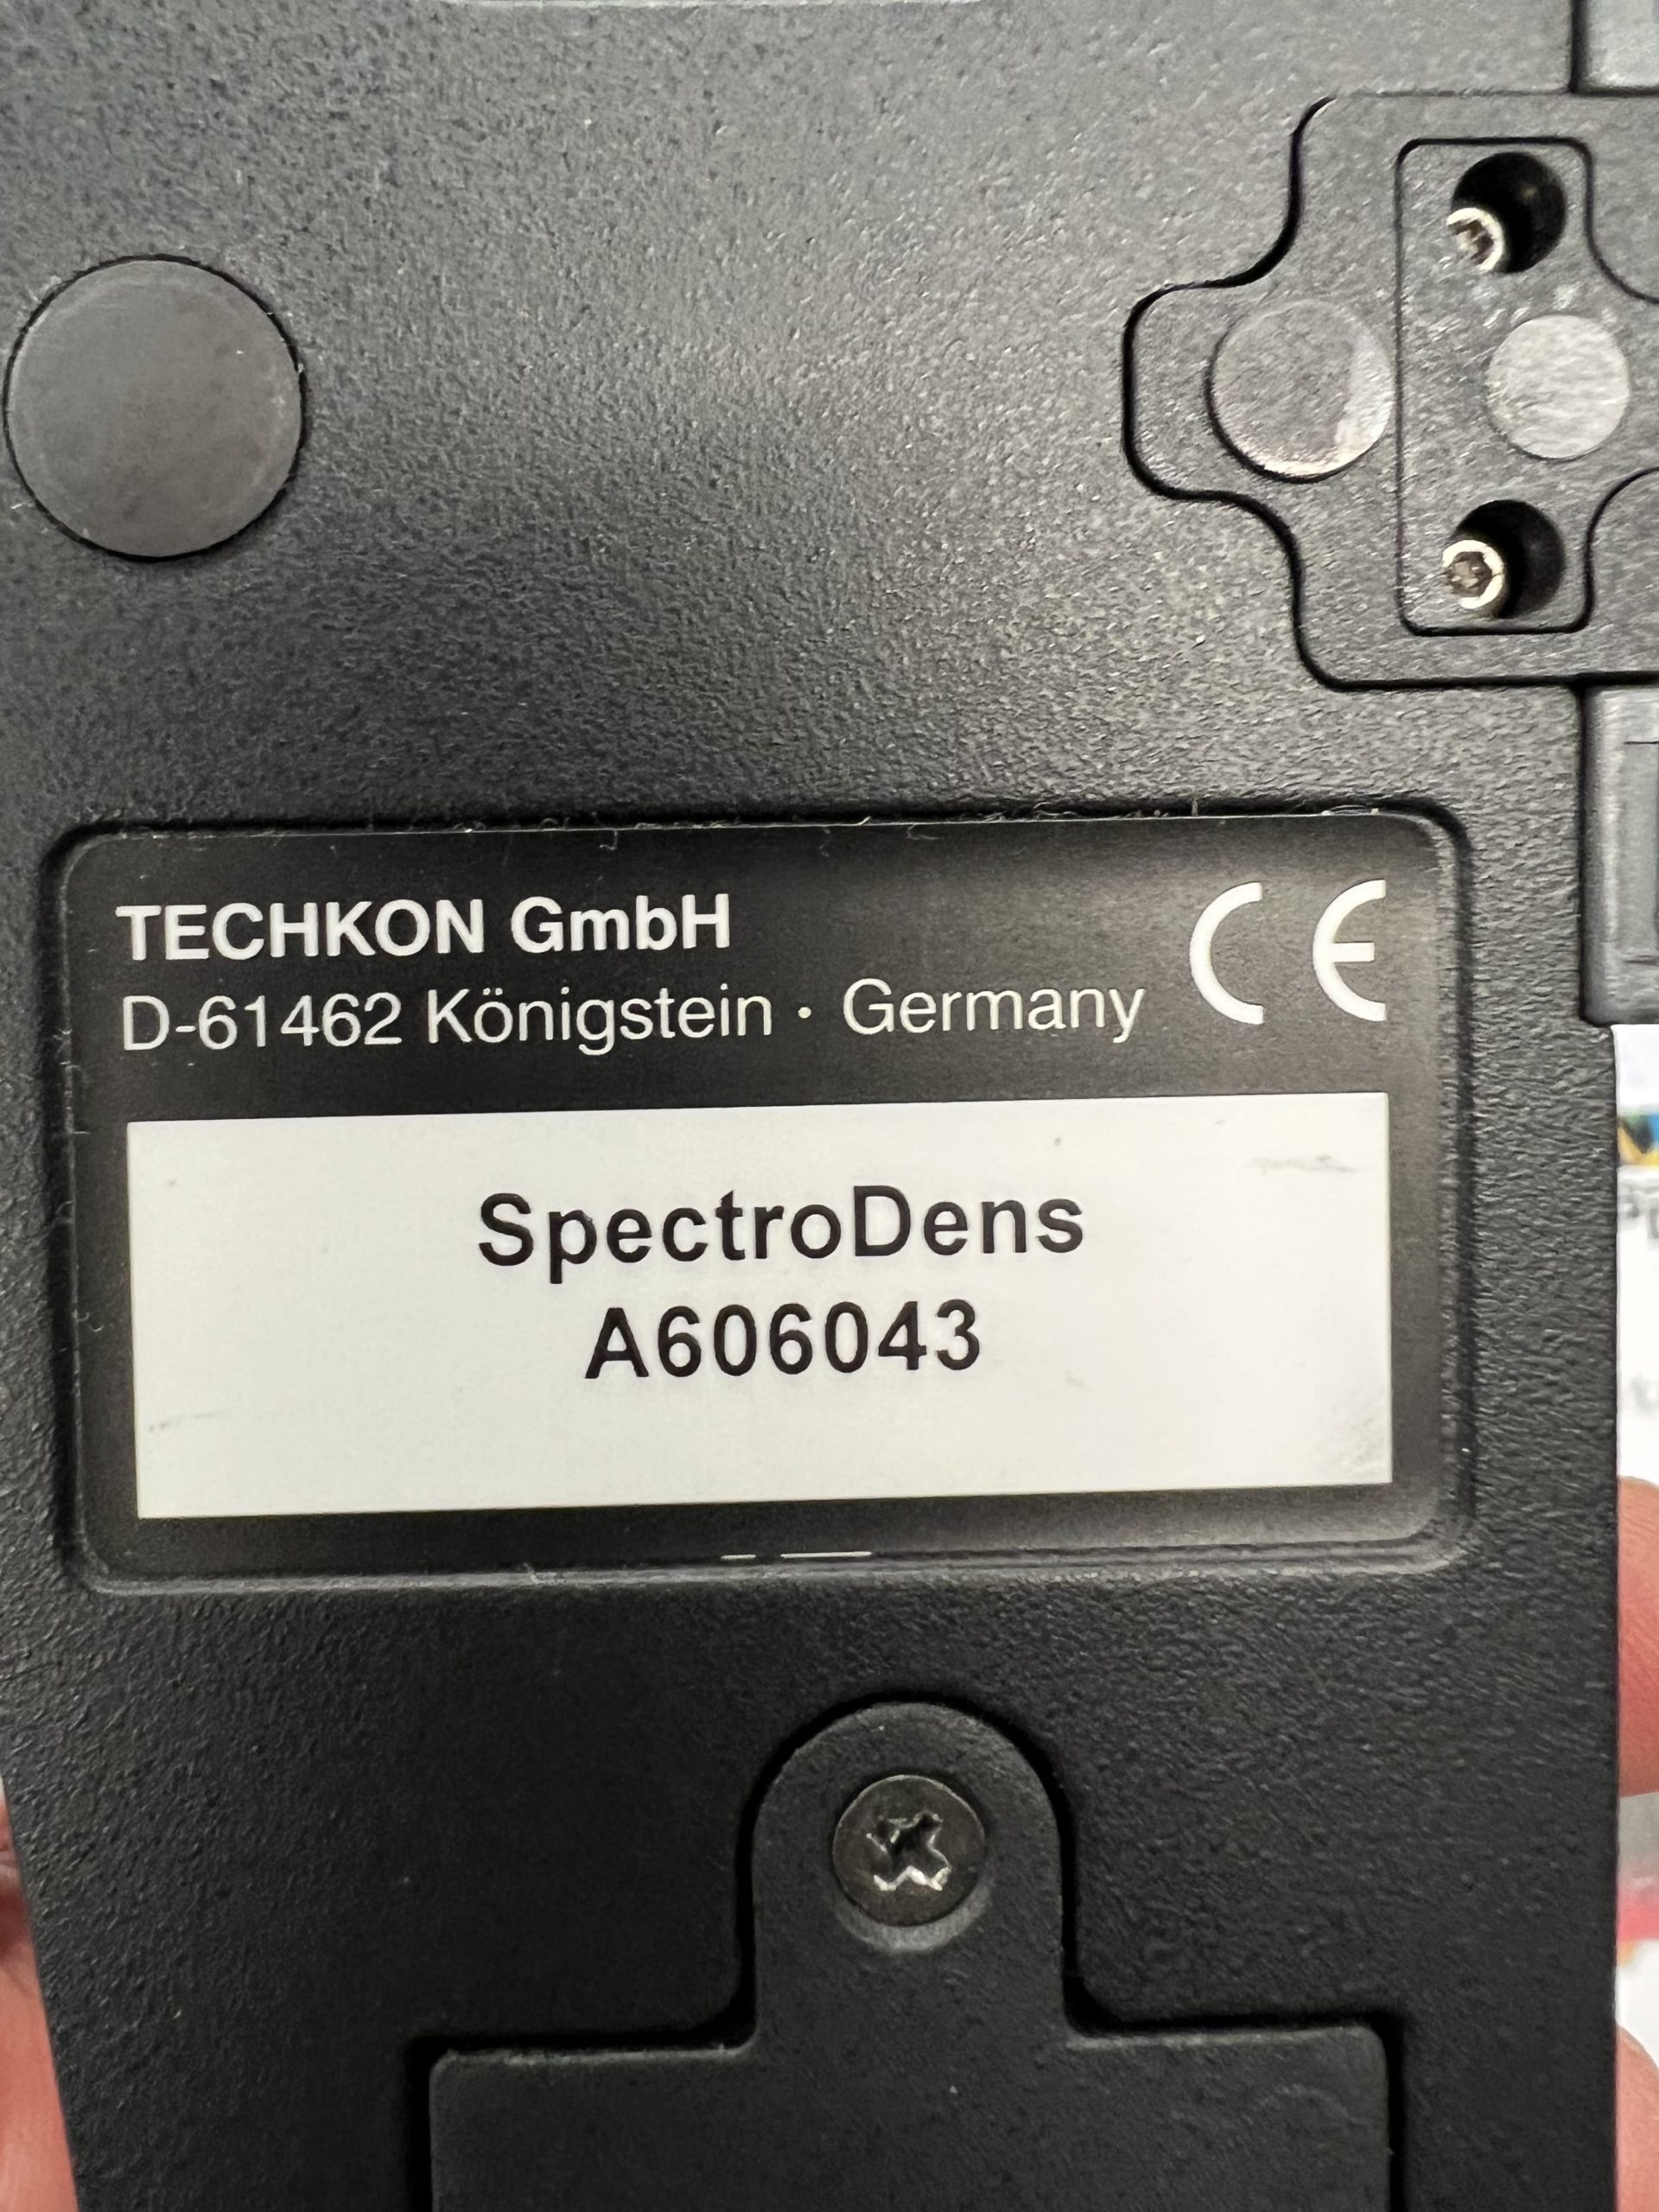 TECHKON GmbH
D-61462 Königstein · Germany
CE
SpectroDens
A606043